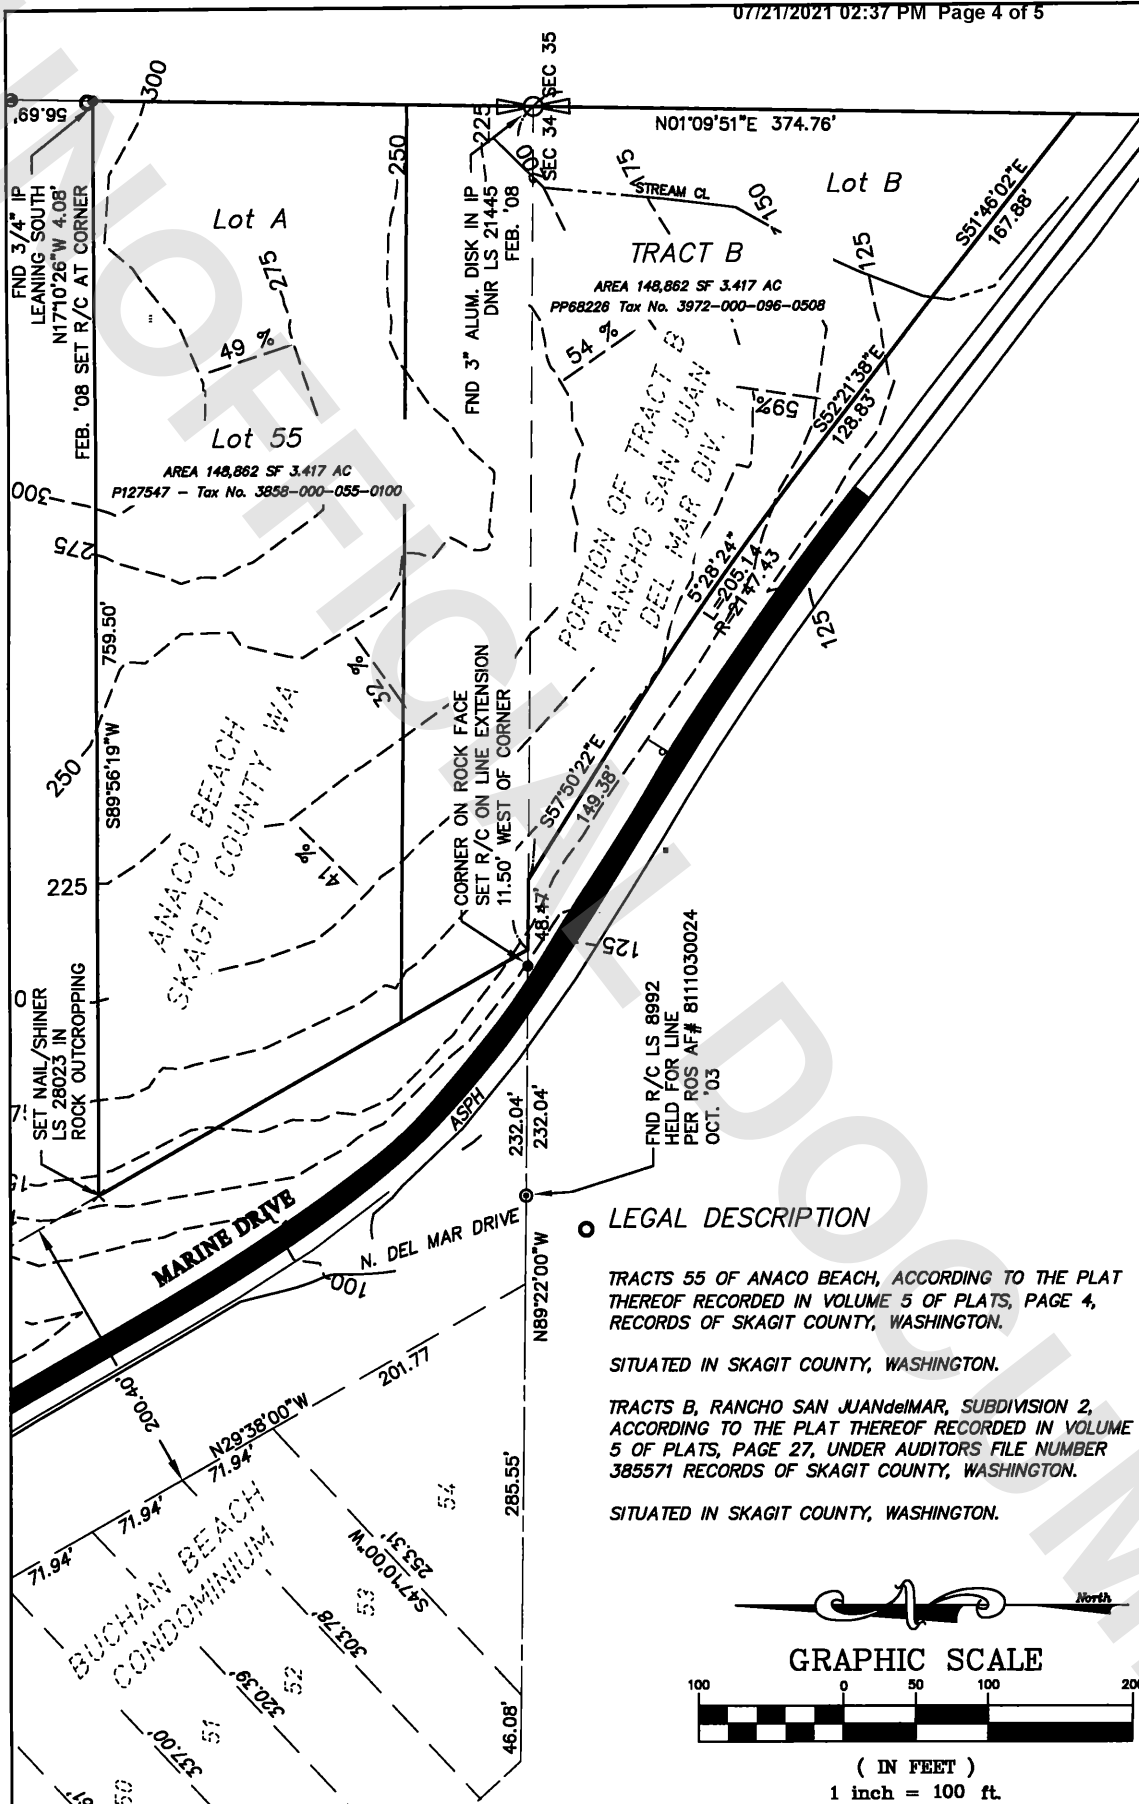 07/21/2021 02:37 PM Page 4 of 5
UNOFFICIAL DOCUM
56.69'
300
250
225
200
SEC 34
SEC 35
N01°09'51"E 374.76'
FND 3/4" IP
LEANING SOUTH
N17°10'26"W 4.08'
FEB. '08 SET R/C AT CORNER
Lot A
275
49 %
FND 3" ALUM. DISK IN IP
DNR LS 21445
FEB. '08
175
STREAM CL
150
Lot B
125
S51°46'02"E
167.88'
TRACT B
AREA 148,862 SF 3.417 AC
PP68226 Tax No. 3972-000-096-0508
54 %
59%
S52°21'38"E
128.83'
Lot 55
AREA 148,862 SF 3.417 AC
P127547 - Tax No. 3858-000-055-0100
300
275
PORTION OF TRACT B
RANCHO SAN JUAN
DEL MAR DIV. 1
5°28'24"
L=205.14
R=2147.43
125
759.50'
S89°56'19"W
32 %
ANACO BEACH
SKAGTI COUNTY WA
250
41 %
225
CORNER ON ROCK FACE
SET R/C ON LINE EXTENSION
11.50' WEST OF CORNER
S57°50'22"E
149.38'
48.47'
125
SET NAIL/SHINER
LS 28023 IN
ROCK OUTCROPPING
FND R/C LS 8992
HELD FOR LINE
PER ROS AF# 8111030024
OCT. '03
ASPH
232.04'
232.04'
MARINE DRIVE
N. DEL MAR DRIVE
100
N89°22'00"W
LEGAL DESCRIPTION
TRACTS 55 OF ANACO BEACH, ACCORDING TO THE PLAT
THEREOF RECORDED IN VOLUME 5 OF PLATS, PAGE 4,
RECORDS OF SKAGIT COUNTY, WASHINGTON.
SITUATED IN SKAGIT COUNTY, WASHINGTON.
TRACTS B, RANCHO SAN JUANdelMAR, SUBDIVISION 2,
ACCORDING TO THE PLAT THEREOF RECORDED IN VOLUME
5 OF PLATS, PAGE 27, UNDER AUDITORS FILE NUMBER
385571 RECORDS OF SKAGIT COUNTY, WASHINGTON.
SITUATED IN SKAGIT COUNTY, WASHINGTON.
200.40'
201.77
N29°38'00"W
71.94'
71.94'
71.94'
285.55'
BUCHAN BEACH
CONDOMINIUM
54
S47°10'00"W
253.31'
53
303.78'
52
320.39'
51
337.00'
50
46.08'
North
GRAPHIC SCALE
100 0 50 100 200
( IN FEET )
1 inch = 100 ft.